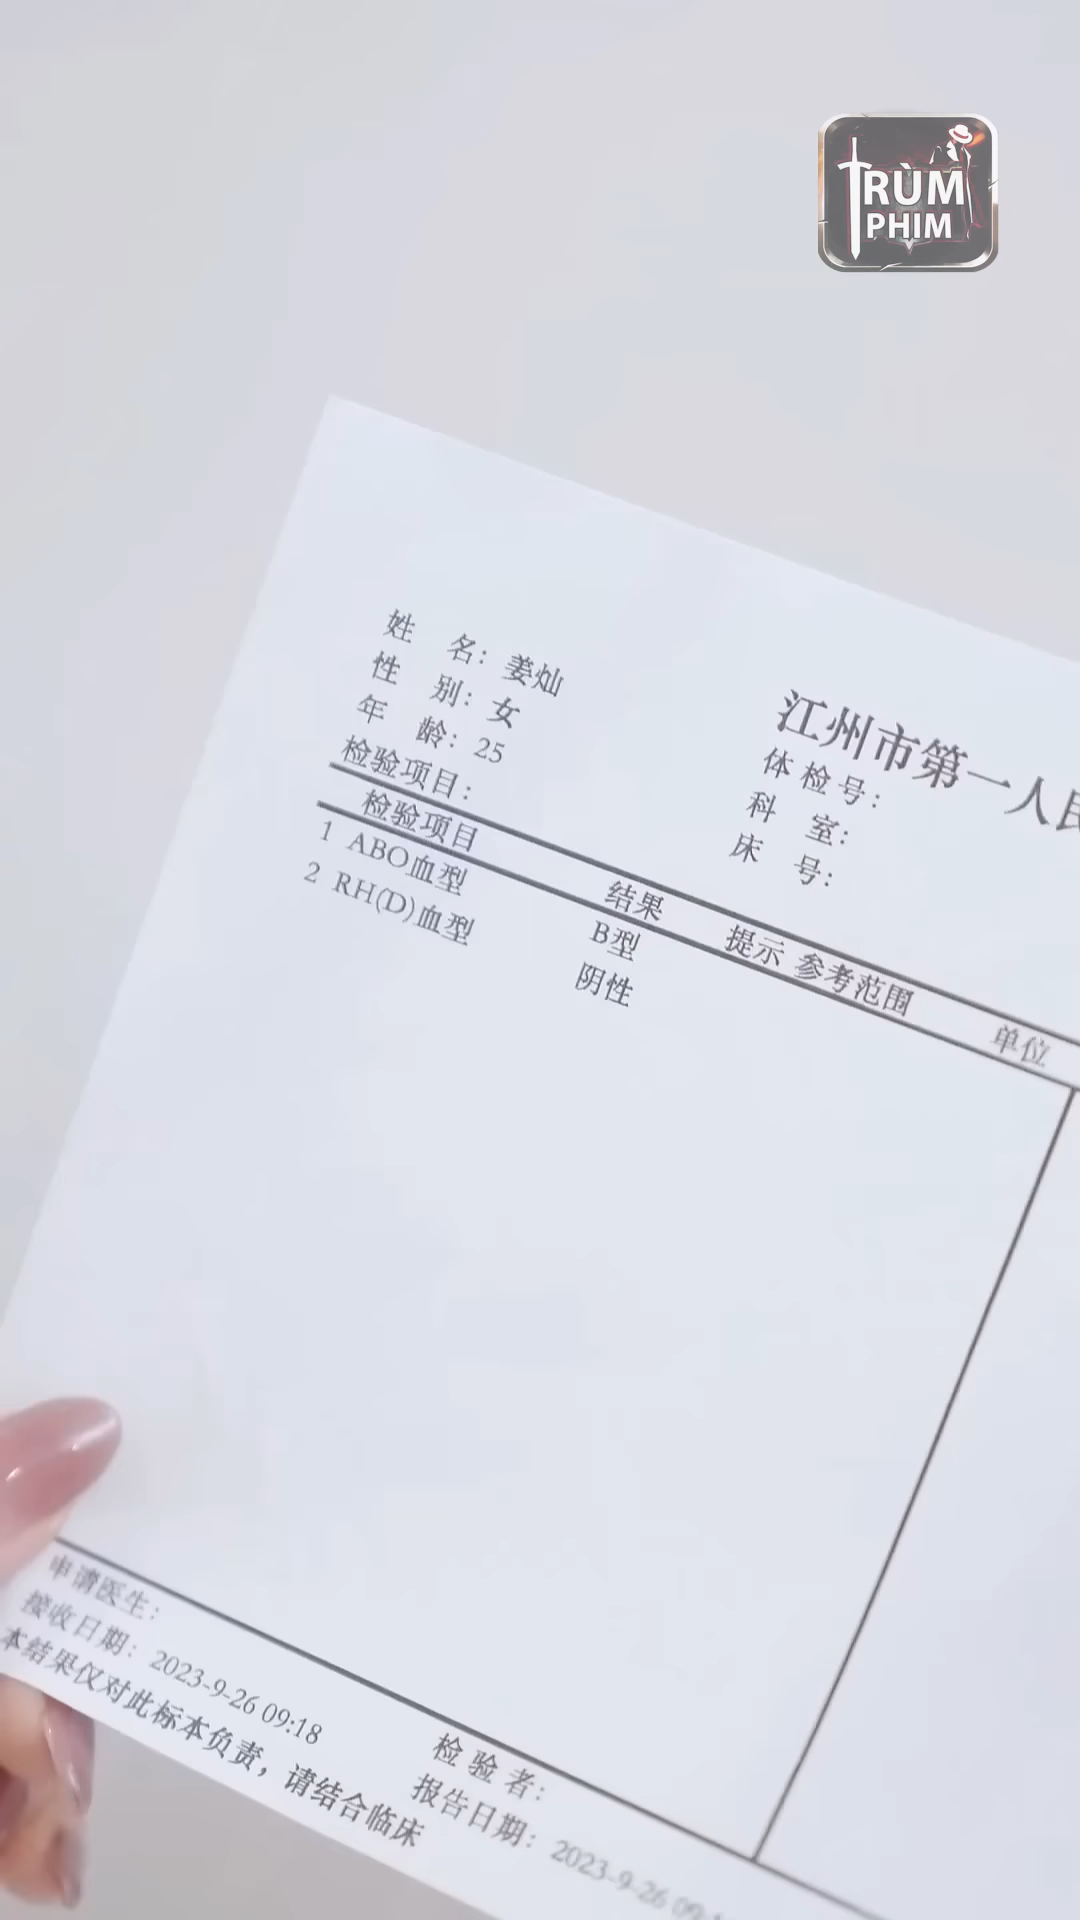 TRÙM
PHIM
江州市第一人民
姓 名：姜灿
性 别：女
年 龄：25
检验项目：
体检号：
科 室：
床 号：
检验项目 结果 提示 参考范围 单位
1 ABO血型 B型
2 RH(D)血型 阴性
申请医生：
接收日期：2023-9-26 09:18
本结果仅对此标本负责，请结合临床
检验者：
报告日期：2023-9-26